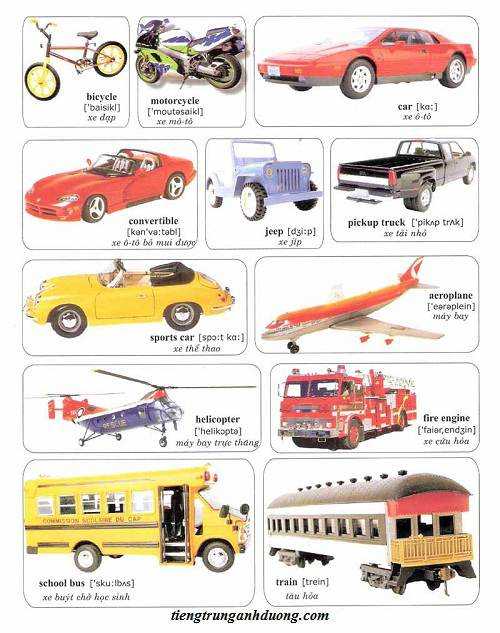 bicycle
['baisikl]
xe đạp
motorcycle
['moutəsaikl]
xe mô-tô
car [kɑ:]
xe ô-tô
convertible
[kən'və:təbl]
xe ô-tô bỏ mui được
jeep [dʒi:p]
xe jíp
pickup truck ['pikʌp trʌk]
xe tải nhỏ
sports car [spɔ:t kɑ:]
xe thể thao
aeroplane
['eərəplein]
máy bay
helicopter
['helikɔptə]
máy bay trực thăng
RESCUE
fire engine
['faiər,endʒin]
xe cứu hỏa
COMMISSION SCOLAIRE DU CAP
school bus ['sku:lbʌs]
xe buýt chở học sinh
train [trein]
tàu hỏa
tiengtrunganhduong.com